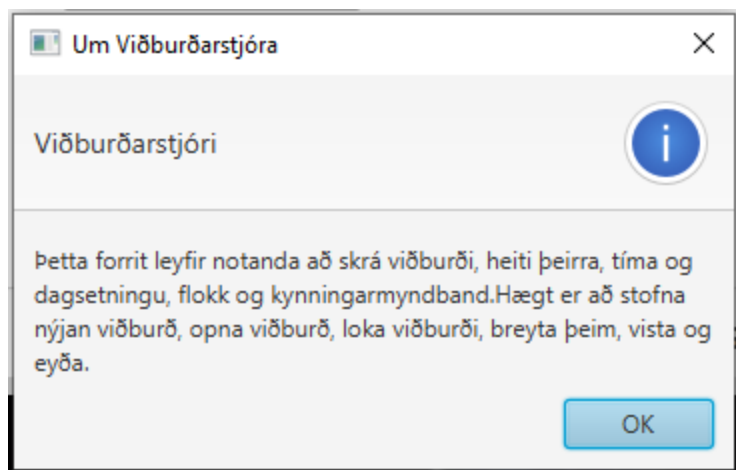 Um Viðburðarstjóra
Viðburðarstjóri
Þetta forrit leyfir notanda að skrá viðburði, heiti þeirra, tíma og
dagsetningu, flokk og kynningarmyndband.Hægt er að stofna
nýjan viðburð, opna viðburð, loka viðburði, breyta þeim, vista og
eyða.
OK